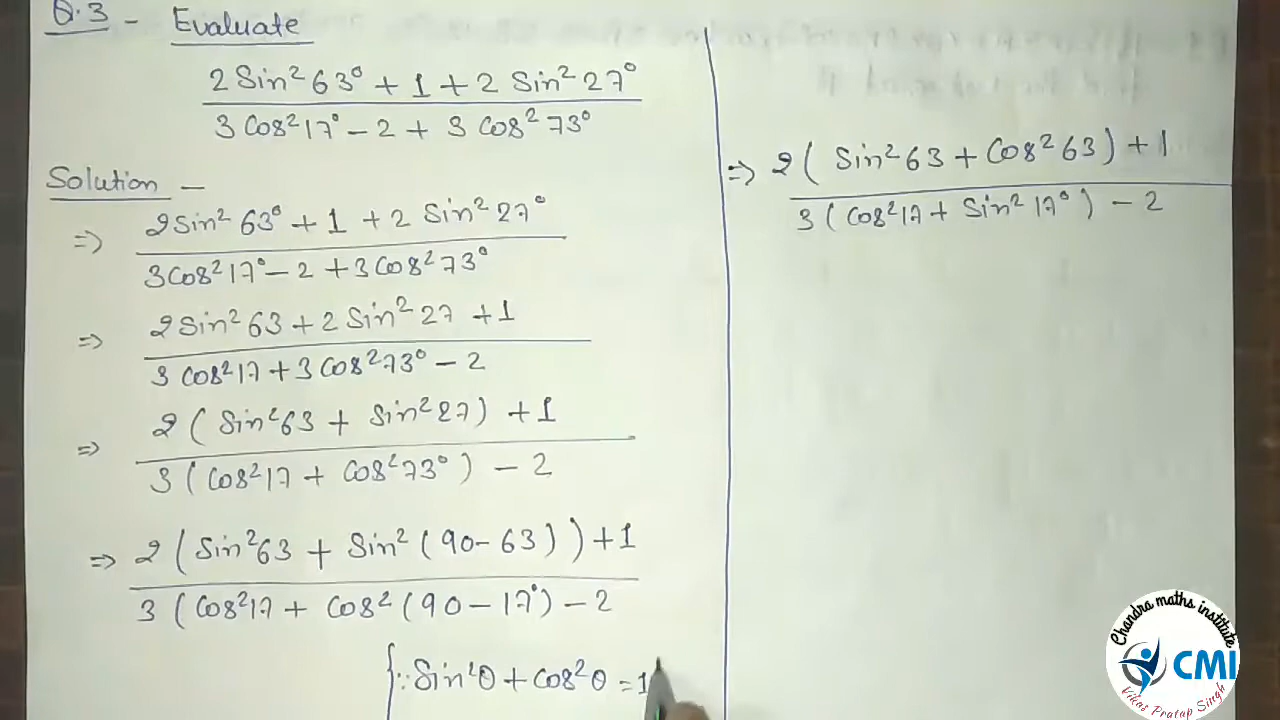 Q.3 - Evaluate
2 Sin²63° + 1 + 2 Sin²27°
3 Cos²17° - 2 + 3 Cos²73°
Solution -
⇒ 2Sin²63° + 1 + 2 Sin²27°
3Cos²17° - 2 + 3Cos²73°
⇒ 2Sin²63 + 2 Sin²27 + 1
3 Cos²17 + 3 Cos²73° - 2
⇒ 2 ( Sin²63 + Sin²27 ) + 1
3 ( Cos²17 + Cos²73° ) - 2
⇒ 2 ( Sin²63 + Sin² ( 90 - 63 ) ) + 1
3 ( Cos²17 + Cos² ( 90 - 17° ) - 2
{ ∵ Sin²θ + Cos²θ = 1
⇒ 2 ( Sin²63 + Cos²63 ) + 1
3 ( Cos²17 + Sin²17° ) - 2
Chandra maths institute
CMI
Vikas Pratap Singh